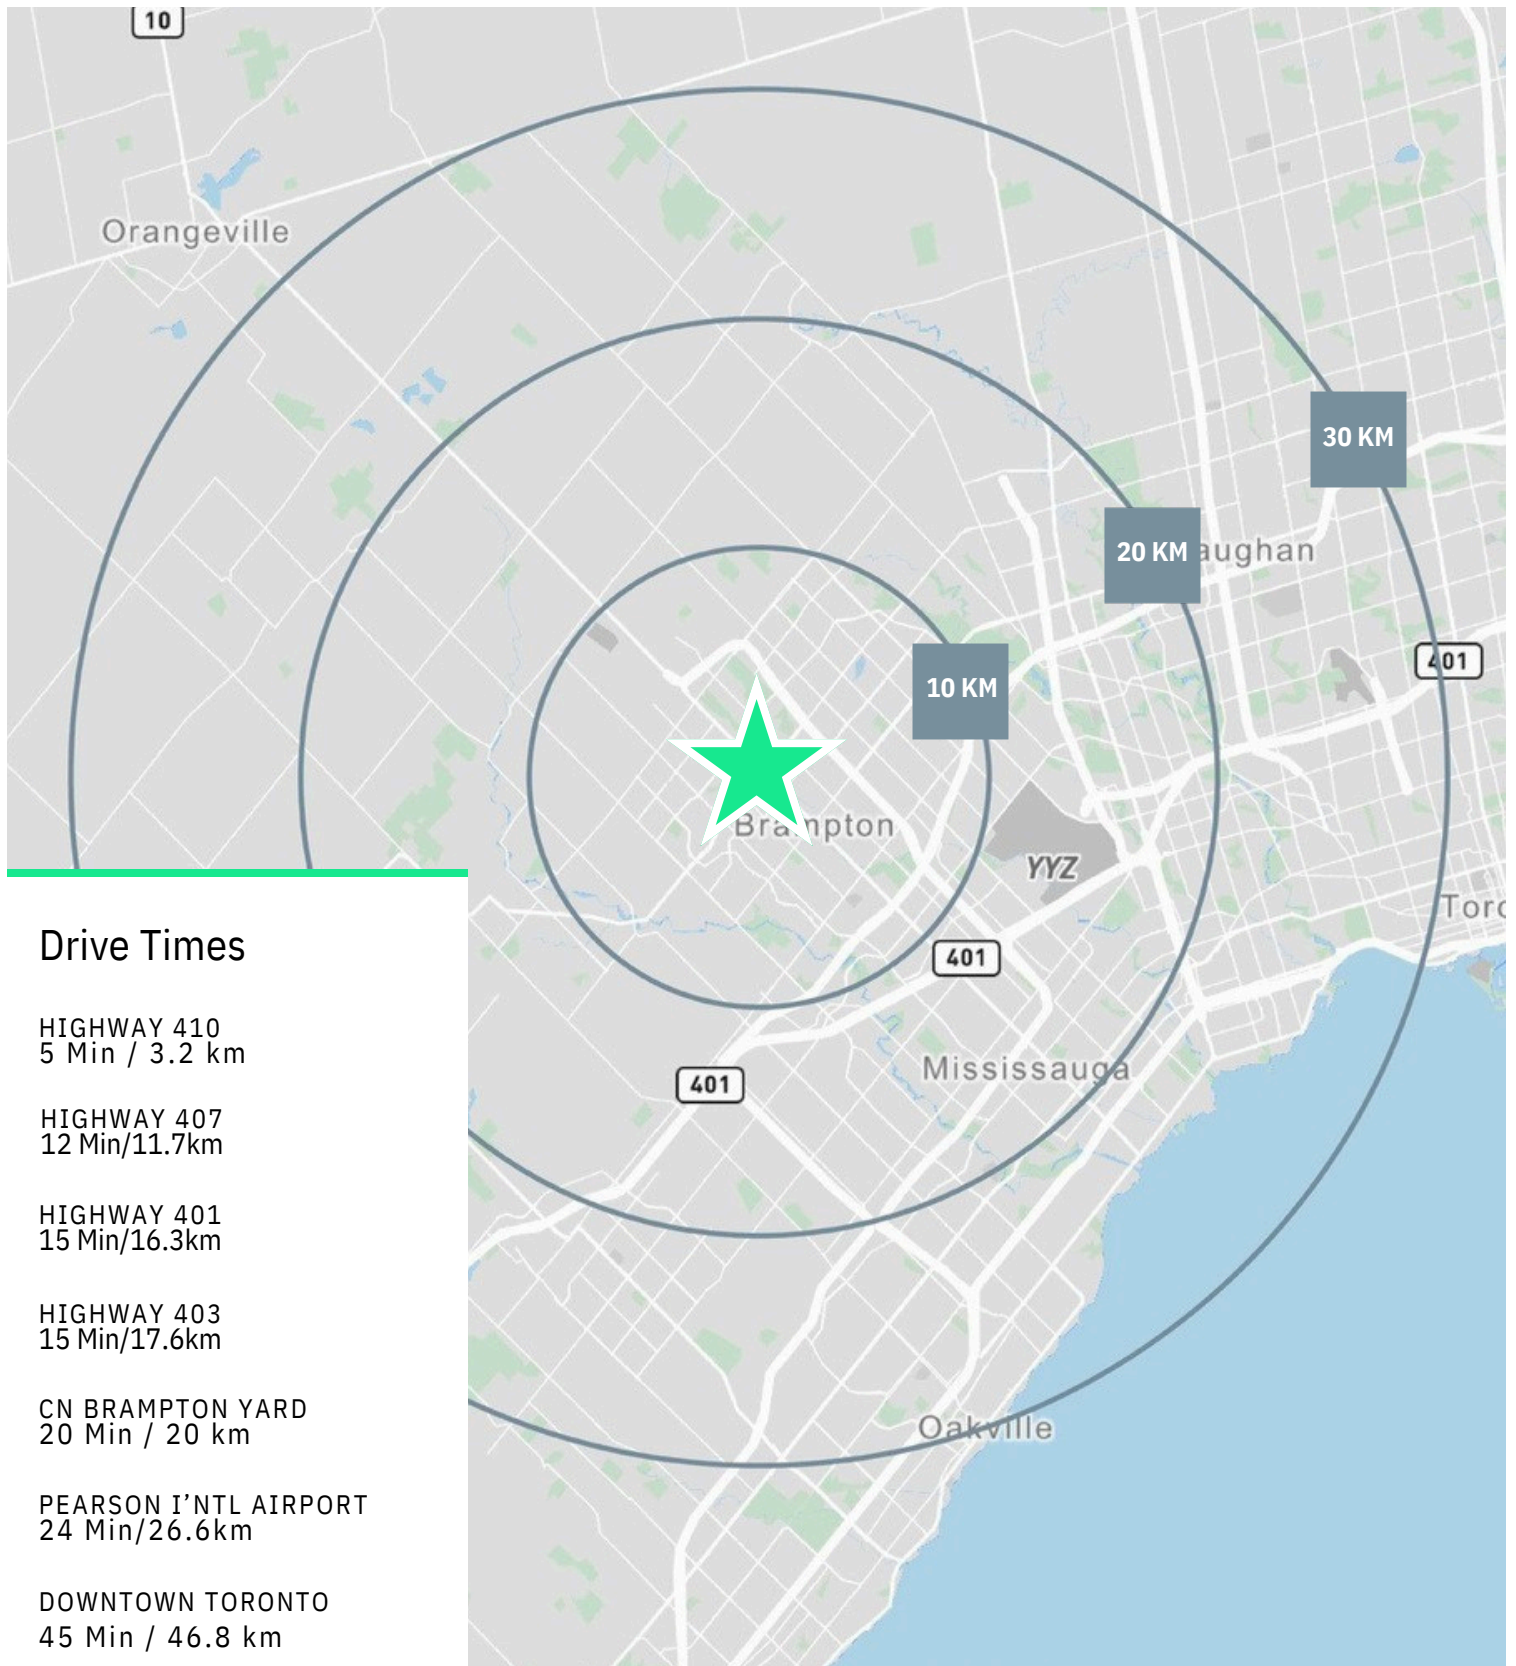 10
Orangeville
30 KM
20 KM
aughan
401
10 KM
Brampton
YYZ
Toro
401
Mississauga
401
Oakville
Drive Times
HIGHWAY 410
5 Min / 3.2 km
HIGHWAY 407
12 Min/11.7km
HIGHWAY 401
15 Min/16.3km
HIGHWAY 403
15 Min/17.6km
CN BRAMPTON YARD
20 Min / 20 km
PEARSON I’NTL AIRPORT
24 Min/26.6km
DOWNTOWN TORONTO
45 Min / 46.8 km